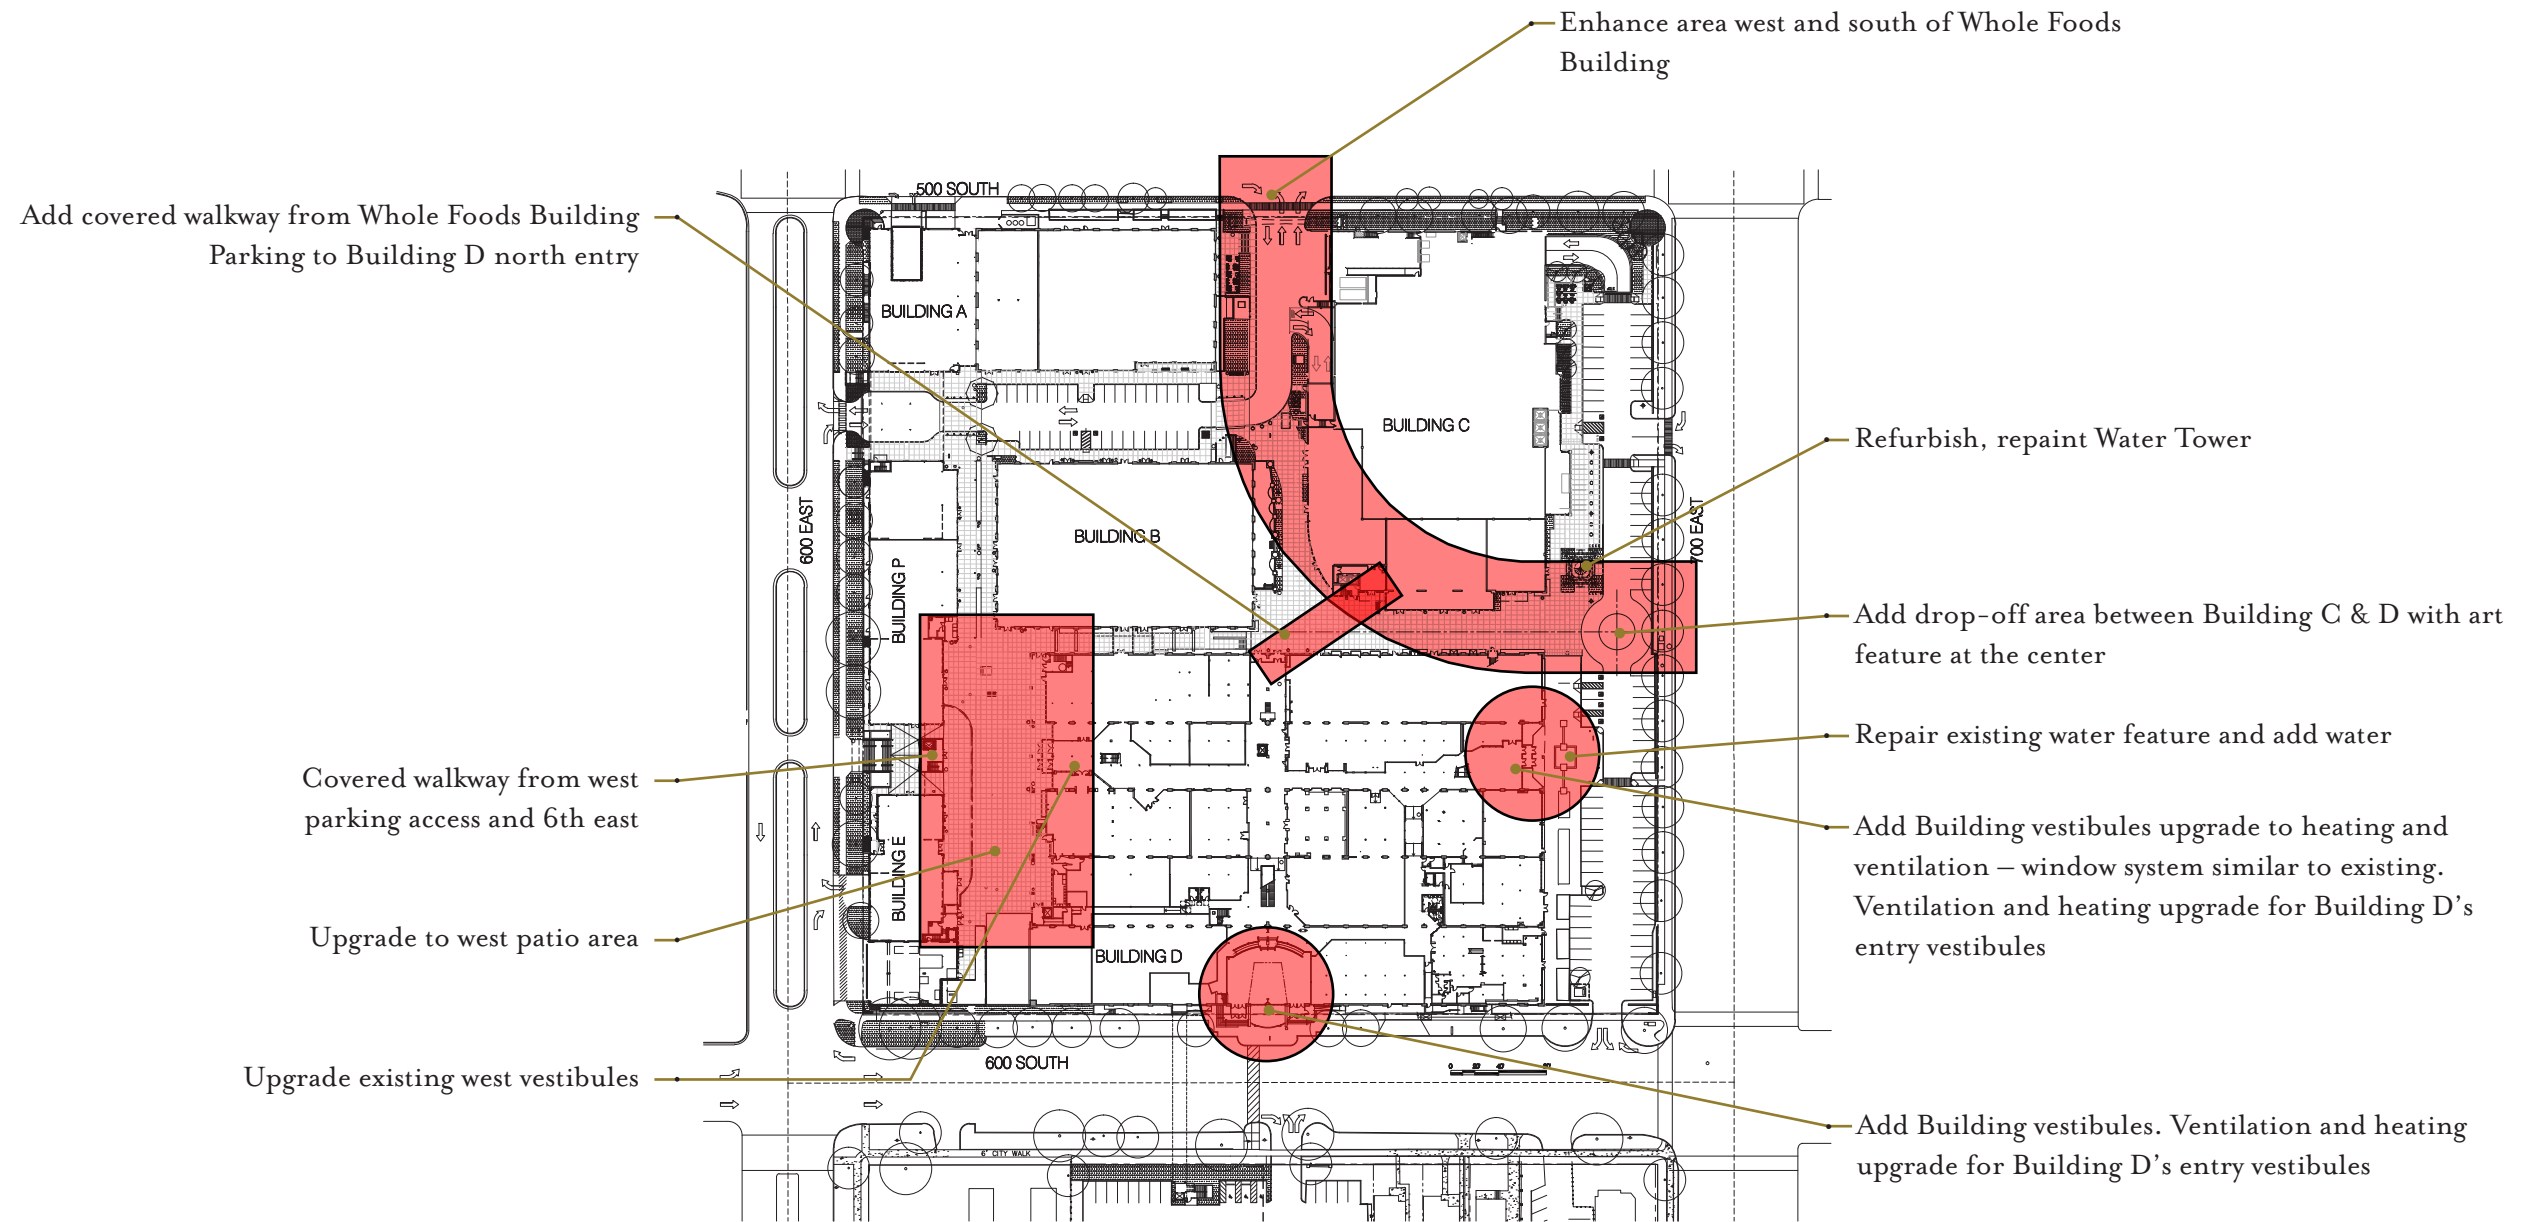 Enhance area west and south of Whole Foods
Building
500 SOUTH
Add covered walkway from Whole Foods Building
Parking to Building D north entry
BUILDING A
BUILDING C
Refurbish, repaint Water Tower
600 EAST
700 EAST
BUILDING B
BUILDING P
Add drop-off area between Building C & D with art
feature at the center
Repair existing water feature and add water
Covered walkway from west
parking access and 6th east
Add Building vestibules upgrade to heating and
ventilation – window system similar to existing.
Ventilation and heating upgrade for Building D's
entry vestibules
BUILDING E
Upgrade to west patio area
BUILDING D
600 SOUTH
Upgrade existing west vestibules
Add Building vestibules. Ventilation and heating
upgrade for Building D's entry vestibules
6' CITY WALK